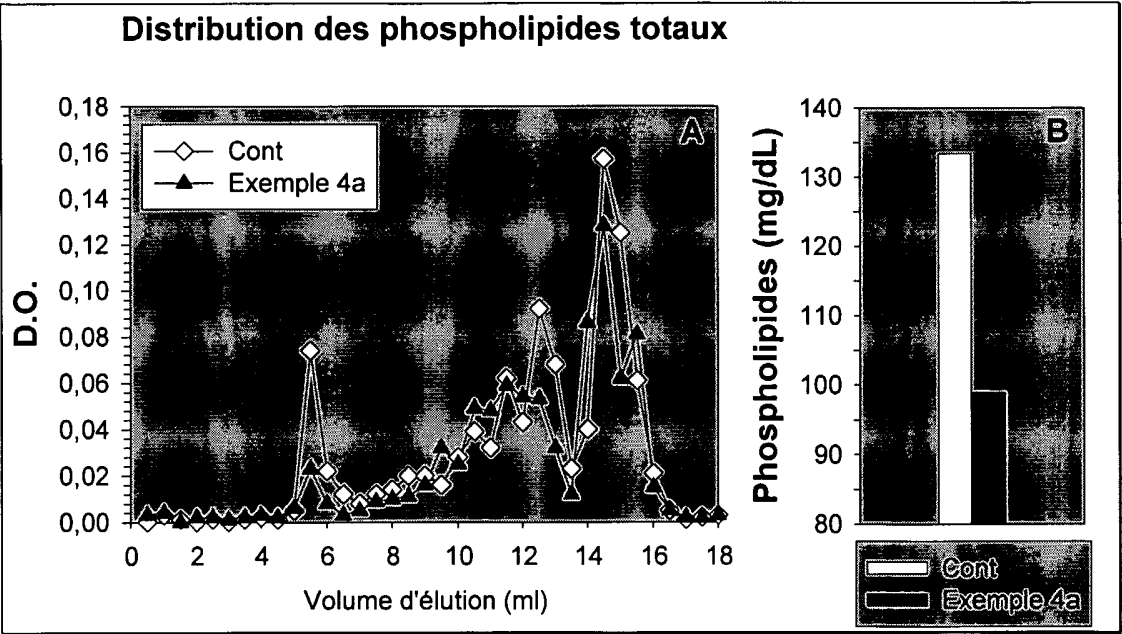 Distribution des phospholipides totaux
0,18
0,16
0,14
0,12
0,10
0,08
0,06
0,04
0,02
0,00
D.O.
Cont
Exemple 4a
A
0 2 4 6 8 10 12 14 16 18
Volume d'élution (ml)
Phospholipides (mg/dL)
140
130
120
110
100
90
80
B
Cont
Exemple 4a